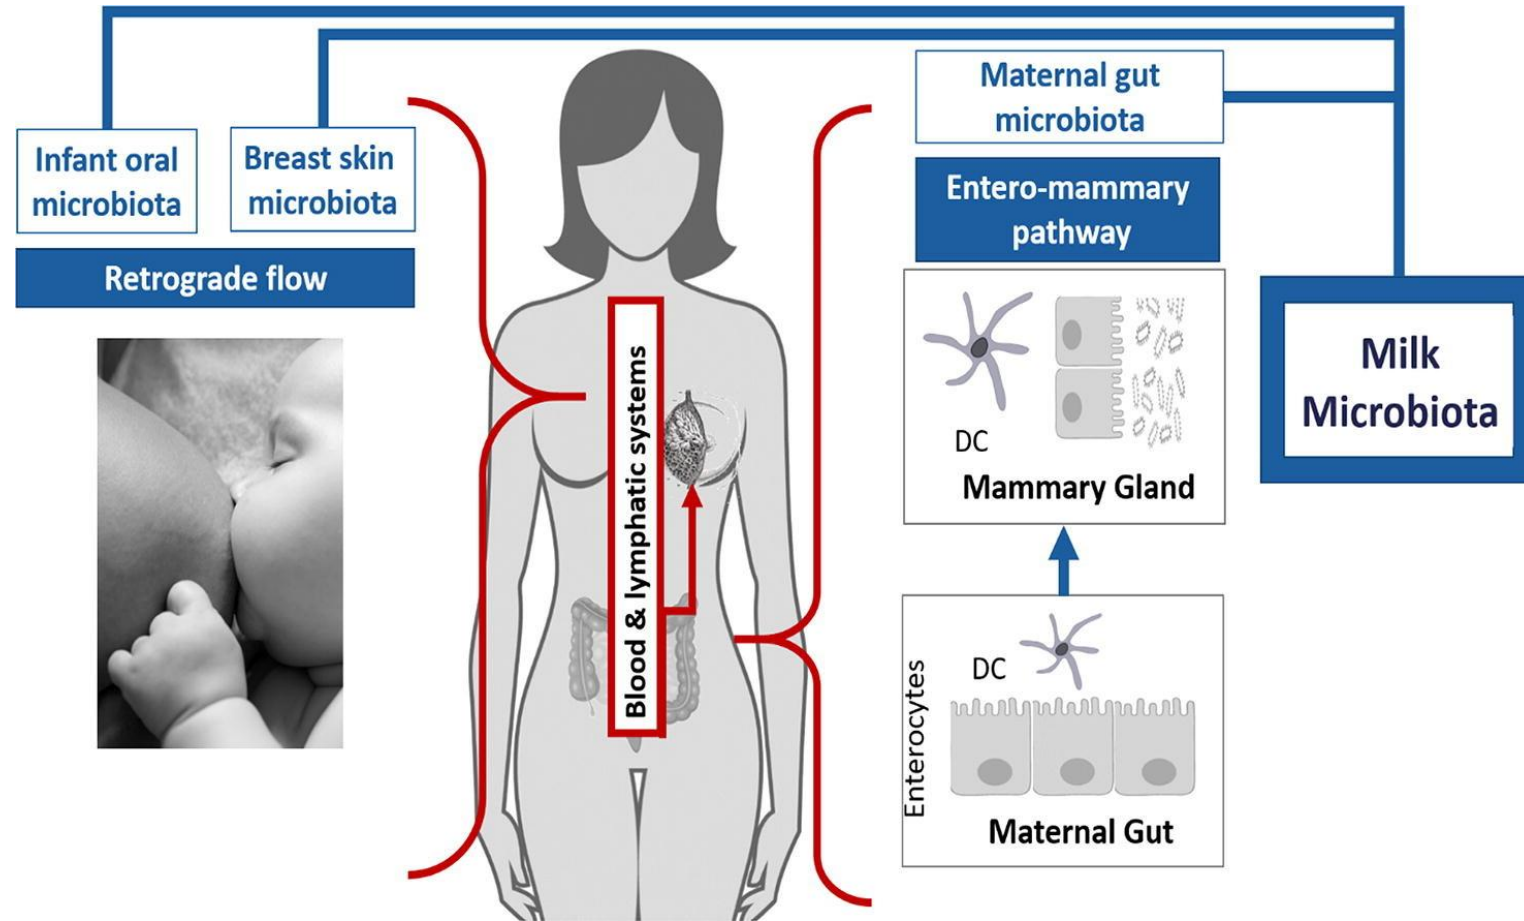 Infant oral
microbiota
Breast skin
microbiota
Retrograde flow
Blood & lymphatic systems
Maternal gut
microbiota
Entero-mammary
pathway
DC
Mammary Gland
DC
Enterocytes
Maternal Gut
Milk
Microbiota